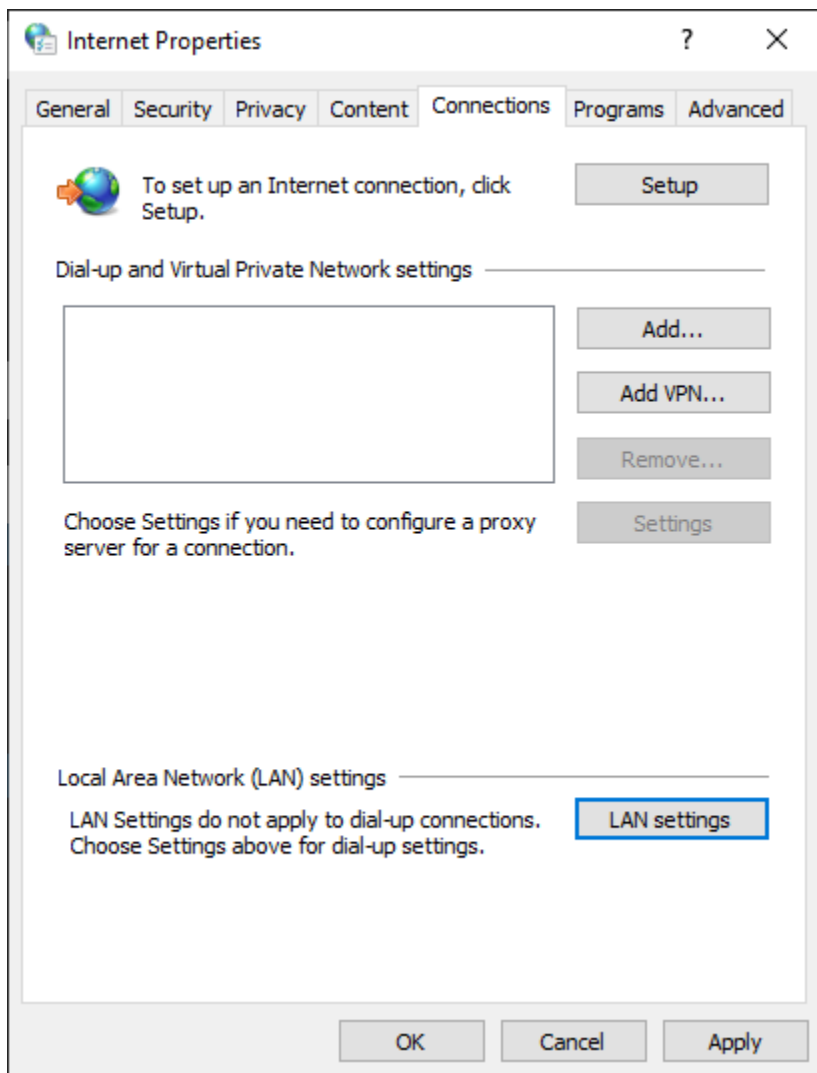 Internet Properties
?
General Security Privacy Content Connections Programs Advanced
To set up an Internet connection, click
Setup.
Setup
Dial-up and Virtual Private Network settings
Add...
Add VPN...
Remove...
Choose Settings if you need to configure a proxy
server for a connection.
Settings
Local Area Network (LAN) settings
LAN Settings do not apply to dial-up connections.
Choose Settings above for dial-up settings.
LAN settings
OK Cancel Apply